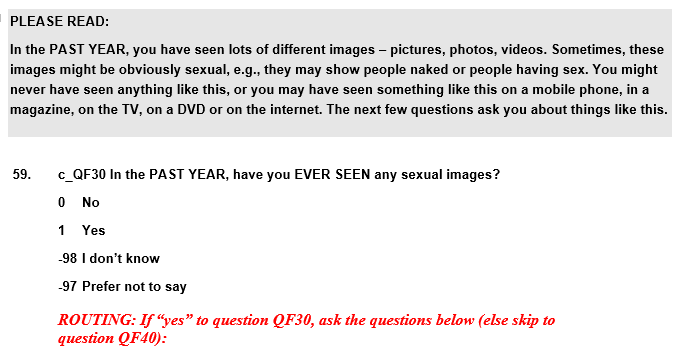 PLEASE READ:
In the PAST YEAR, you have seen lots of different images – pictures, photos, videos. Sometimes, these
images might be obviously sexual, e.g., they may show people naked or people having sex. You might
never have seen anything like this, or you may have seen something like this on a mobile phone, in a
magazine, on the TV, on a DVD or on the internet. The next few questions ask you about things like this.
59. c_QF30 In the PAST YEAR, have you EVER SEEN any sexual images?
0 No
1 Yes
-98 I don’t know
-97 Prefer not to say
ROUTING: If “yes” to question QF30, ask the questions below (else skip to
question QF40):